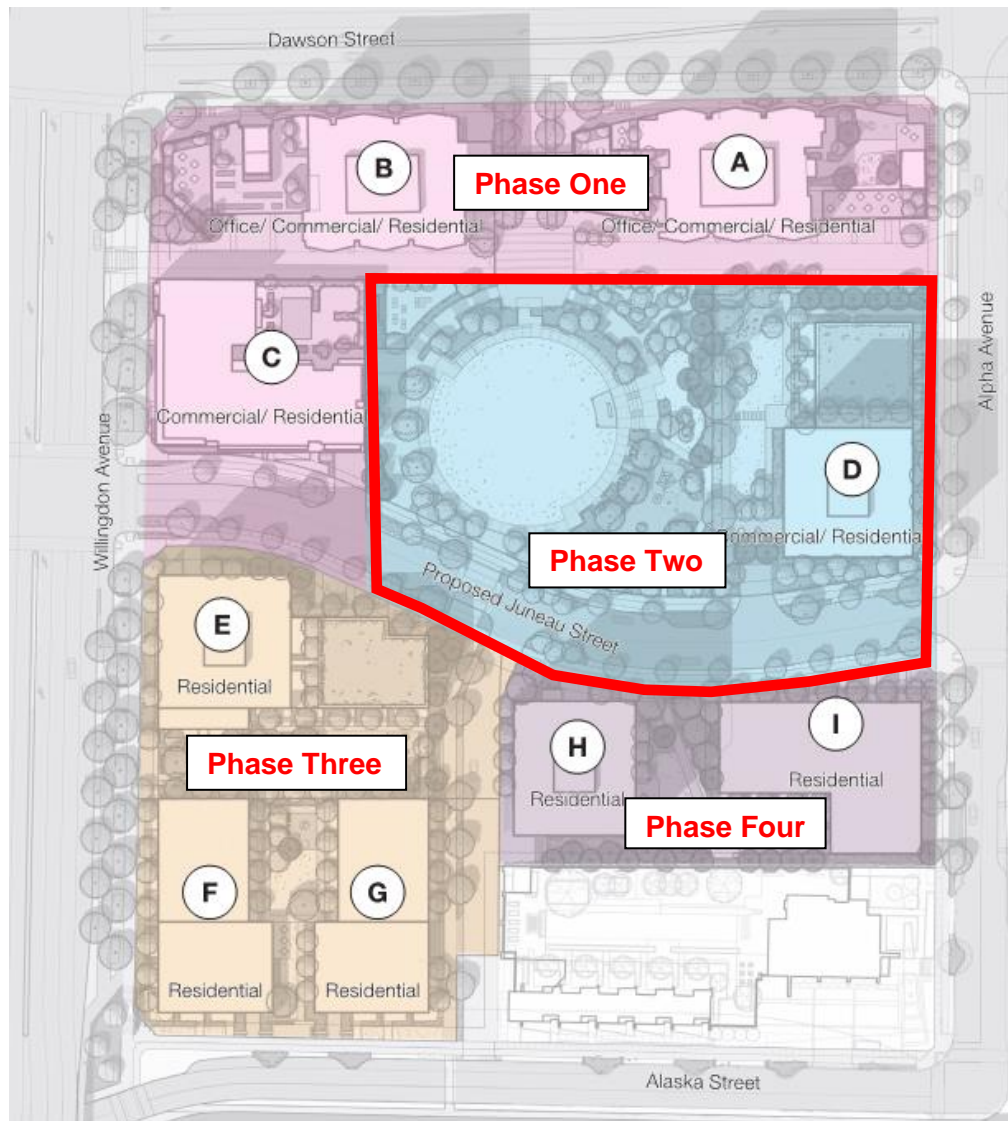 Dawson Street
B
A
Phase One
Office/ Commercial/ Residential
Office/ Commercial/ Residential
C
Commercial/ Residential
Willingdon Avenue
Alpha Avenue
D
Commercial/ Residential
Phase Two
Proposed Juneau Street
E
Residential
Phase Three
H
Residential
I
Residential
Phase Four
F
G
Residential
Residential
Alaska Street